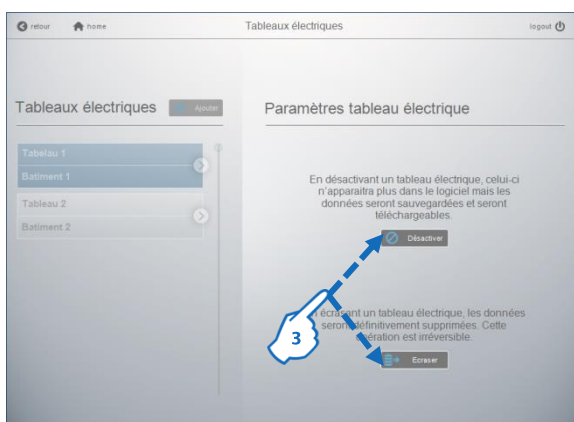 retour home Tableaux électriques logout
Tableaux électriques Ajouter
Tabelau 1
Batiment 1
Tableau 2
Batiment 2
Paramètres tableau électrique
En désactivant un tableau électrique, celui-ci
n'apparaitra plus dans le logiciel mais les
données seront sauvegardées et seront
téléchargeables.
Désactiver
écrasant un tableau électrique, les données
seront définitivement supprimées. Cette
opération est irréversible.
Ecraser
3